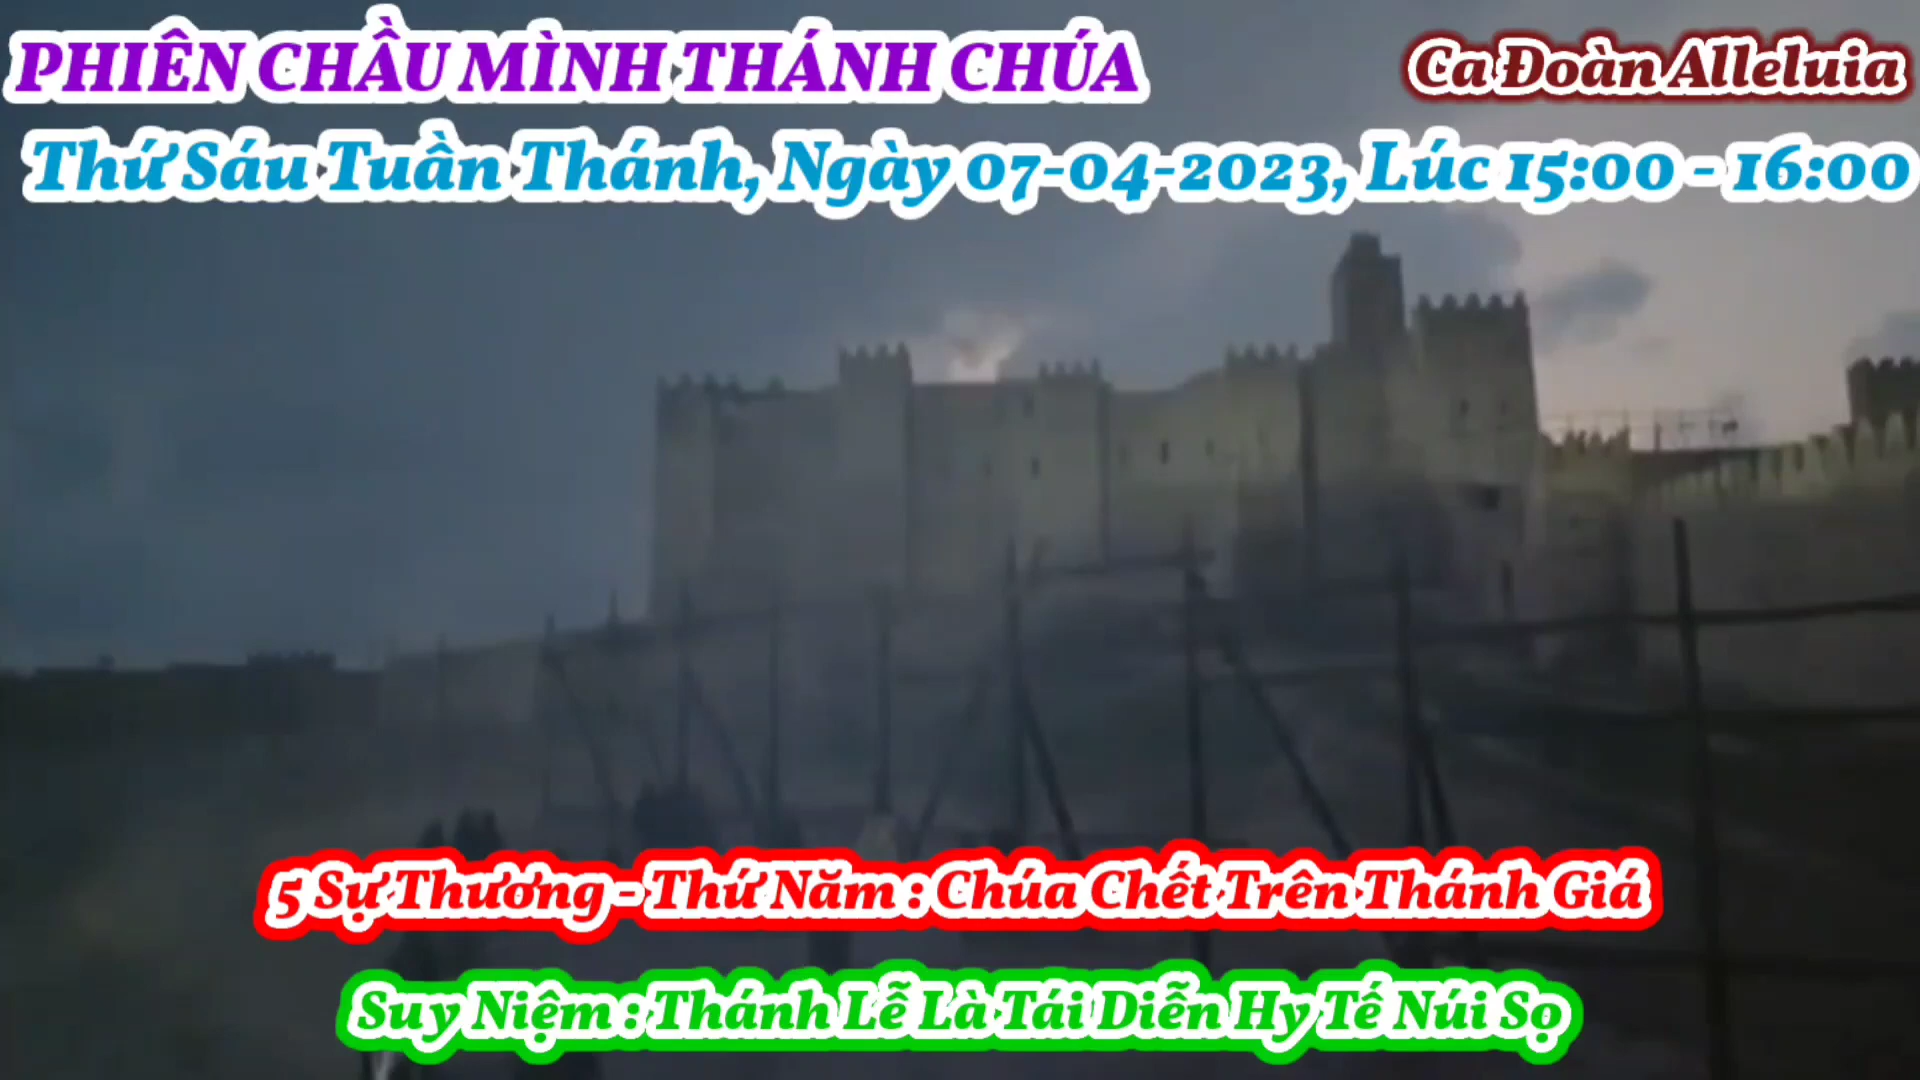 PHIÊN CHẦU MÌNH THÁNH CHÚA
Ca Đoàn Alleluia
Thứ Sáu Tuần Thánh, Ngày 07-04-2023, Lúc 15:00 - 16:00
5 Sự Thương - Thứ Năm : Chúa Chết Trên Thánh Giá
Suy Niệm : Thánh Lễ Là Tái Diễn Hy Tế Núi Sọ